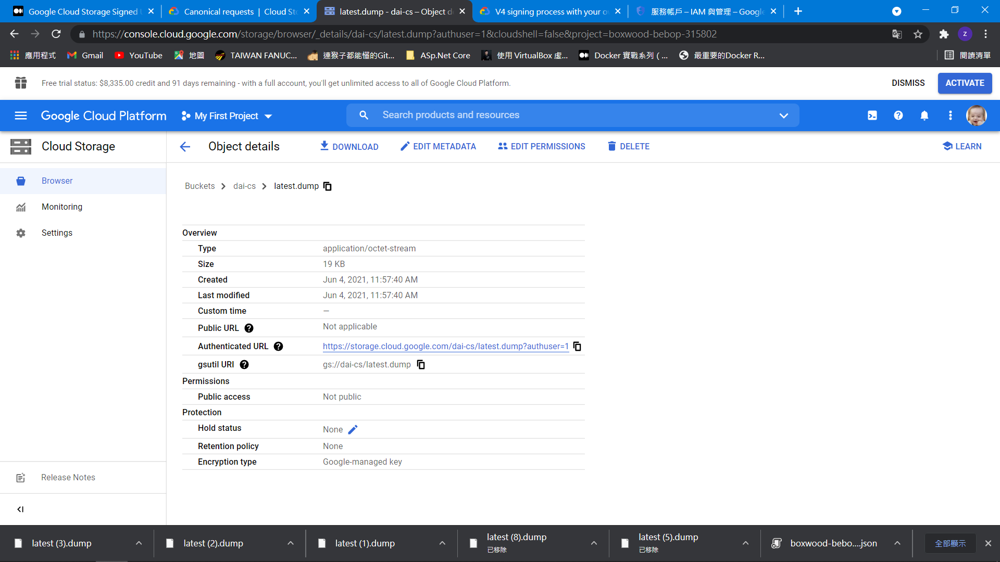 Google Cloud Storage Signed U
Canonical requests | Cloud Sto
latest.dump - dai-cs – Object de
V4 signing process with your ow
服務帳戶 – IAM 與管理 – Google
https://console.cloud.google.com/storage/browser/_details/dai-cs/latest.dump?authuser=1&cloudshell=false&project=boxwood-bebop-315802
z
應用程式
Gmail
YouTube
地圖
TAIWAN FANUC...
連猴子都能懂的Git...
ASp.Net Core
使用 VirtualBox 虛...
Docker 實戰系列 ( ...
最重要的Docker R...
閱讀清單
Free trial status: $8,335.00 credit and 91 days remaining - with a full account, you'll get unlimited access to all of Google Cloud Platform.
DISMISS
ACTIVATE
Google Cloud Platform
My First Project
Search products and resources
Cloud Storage
Object details
DOWNLOAD
EDIT METADATA
EDIT PERMISSIONS
DELETE
LEARN
Browser
Monitoring
Settings
Release Notes
Buckets > dai-cs > latest.dump
Overview
Type application/octet-stream
Size 19 KB
Created Jun 4, 2021, 11:57:40 AM
Last modified Jun 4, 2021, 11:57:40 AM
Custom time —
Public URL Not applicable
Authenticated URL https://storage.cloud.google.com/dai-cs/latest.dump?authuser=1
gsutil URI gs://dai-cs/latest.dump
Permissions
Public access Not public
Protection
Hold status None
Retention policy None
Encryption type Google-managed key
latest (3).dump
latest (2).dump
latest (1).dump
latest (8).dump
已移除
latest (5).dump
已移除
boxwood-bebo....json
全部顯示